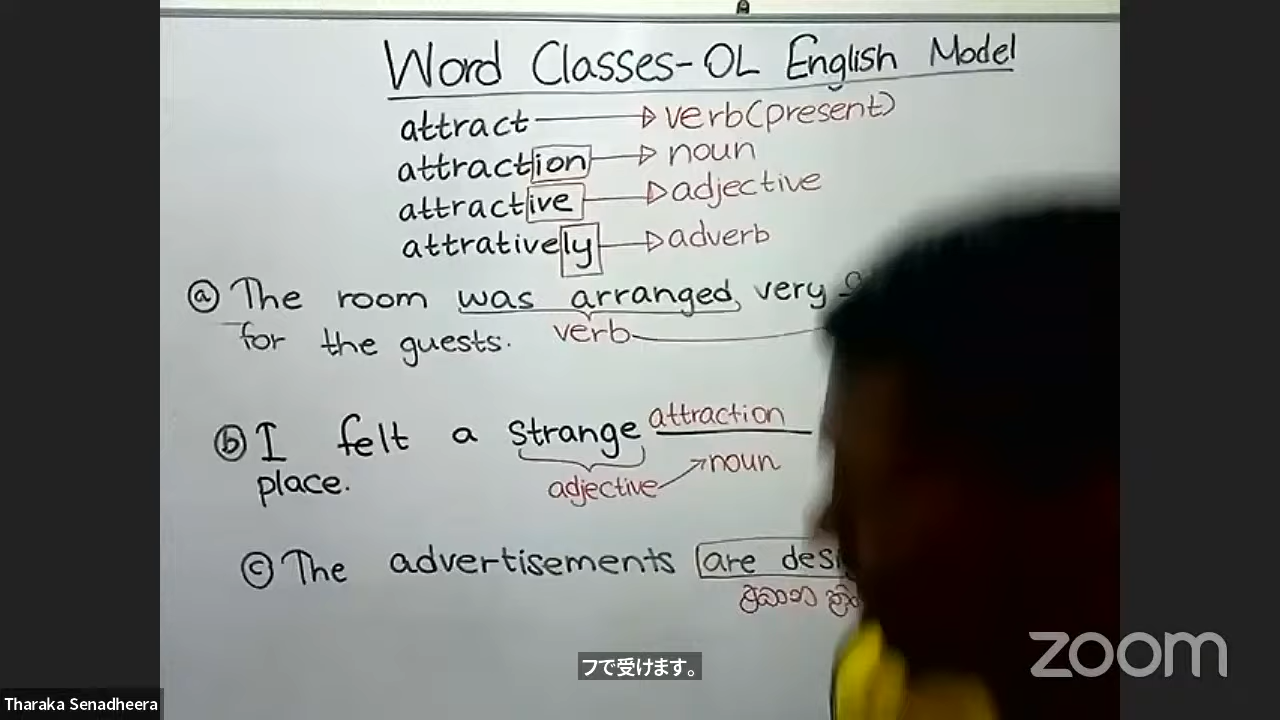 Word Classes-OL English Model
attract verb(present)
attraction noun
attractive adjective
attratively adverb
ⓐ The room was arranged, very
for the guests. verb
ⓑ I felt a strange attraction
place. adjective noun
ⓒ The advertisements are
ප්‍රධාන
フで受けます。
zoom
Tharaka Senadheera